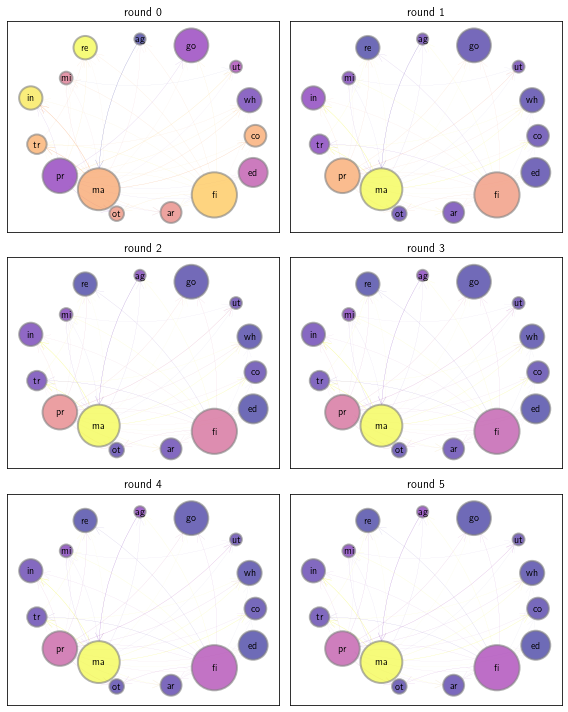 round 0
ag
go
re
ut
mi
wh
in
co
tr
ed
pr
ma
fi
ot
ar
round 1
ag
go
re
ut
mi
wh
in
co
tr
ed
pr
ma
fi
ot
ar
round 2
ag
go
re
ut
mi
wh
in
co
tr
ed
pr
ma
fi
ot
ar
round 3
ag
go
re
ut
mi
wh
in
co
tr
ed
pr
ma
fi
ot
ar
round 4
ag
go
re
ut
mi
wh
in
co
tr
ed
pr
ma
fi
ot
ar
round 5
ag
go
re
ut
mi
wh
in
co
tr
ed
pr
ma
fi
ot
ar